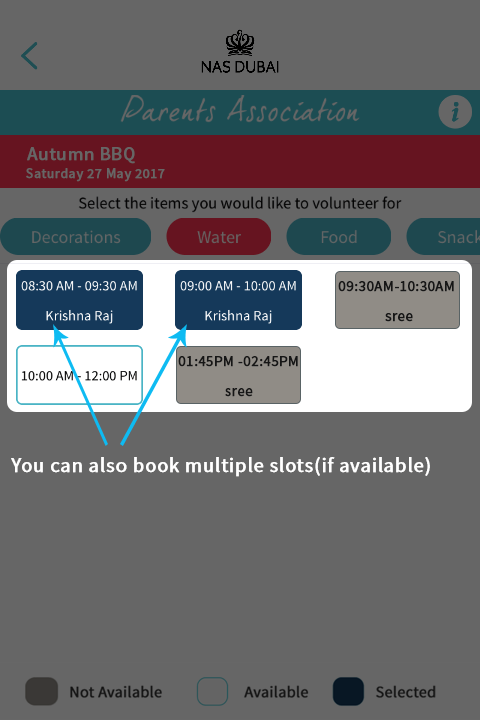 NAS DUBAI
Parents Association
i
Autumn BBQ
Saturday 27 May 2017
Select the items you would like to volunteer for
Decorations Water Food Snack
08:30 AM - 09:30 AM 09:00 AM - 10:00 AM 09:30AM-10:30AM
Krishna Raj Krishna Raj sree
10:00 AM - 12:00 PM 01:45PM -02:45PM
sree
You can also book multiple slots(if available)
Not Available Available Selected